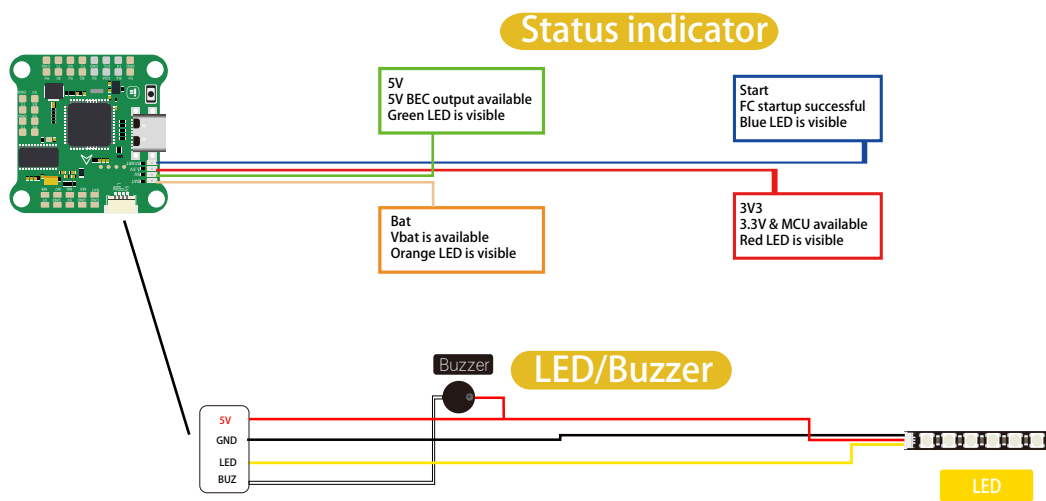 Status indicator
5V
5V BEC output available
Green LED is visible
Start
FC startup successful
Blue LED is visible
Bat
Vbat is available
Orange LED is visible
3V3
3.3V & MCU available
Red LED is visible
LED/Buzzer
Buzzer
5V
GND
LED
BUZ
LED